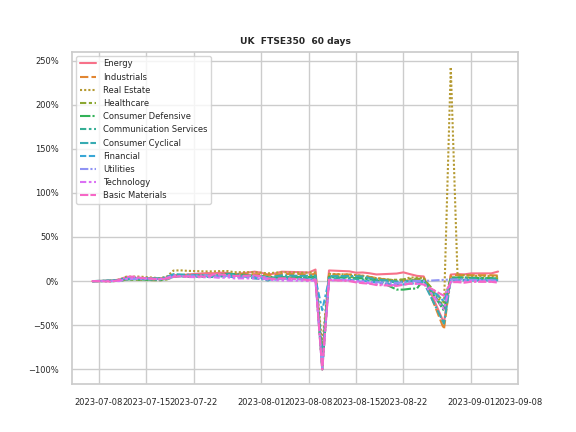 UK FTSE350 60 days
250%
200%
150%
100%
50%
0%
−50%
−100%
Energy
Industrials
Real Estate
Healthcare
Consumer Defensive
Communication Services
Consumer Cyclical
Financial
Utilities
Technology
Basic Materials
2023-07-08 2023-07-15 2023-07-22 2023-08-01 2023-08-08 2023-08-15 2023-08-22 2023-09-01 2023-09-08